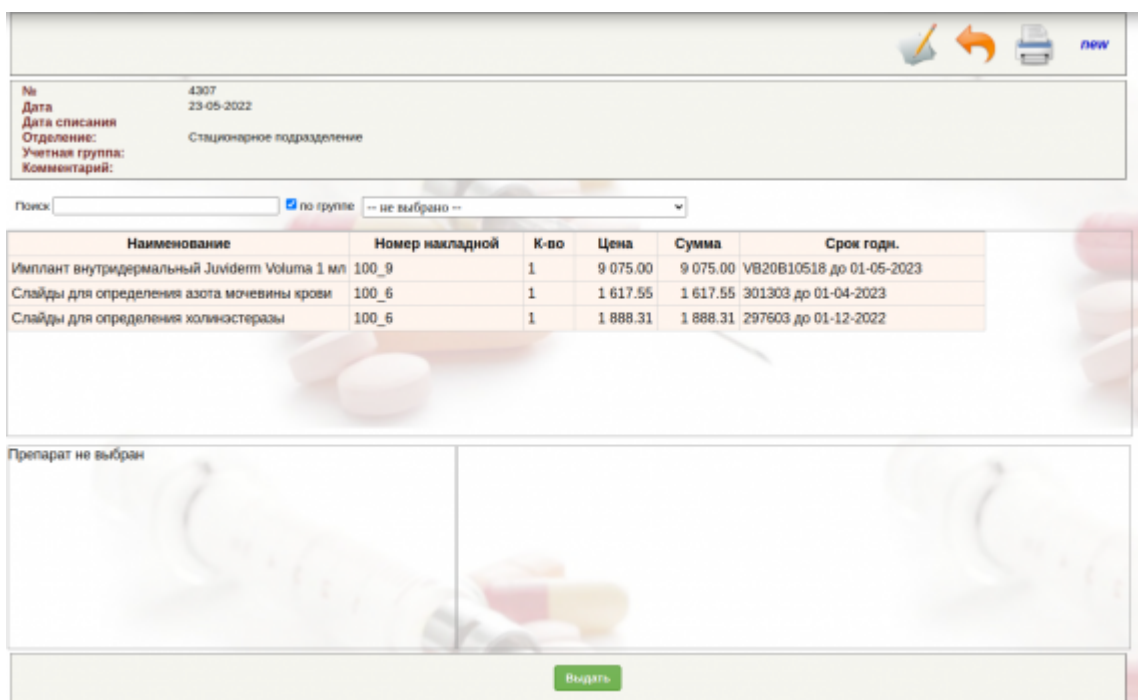 new
№ 4307
Дата 23-05-2022
Дата списания
Отделение: Стационарное подразделение
Учетная группа:
Комментарий:
Поиск по группе -- не выбрано --
Наименование Номер накладной К-во Цена Сумма Срок годн.
Имплант внутридермальный Juviderm Voluma 1 мл 100_9 1 9 075.00 9 075.00 VB20B10518 до 01-05-2023
Слайды для определения азота мочевины крови 100_6 1 1 617.55 1 617.55 301303 до 01-04-2023
Слайды для определения холинэстеразы 100_6 1 1 888.31 1 888.31 297603 до 01-12-2022
Препарат не выбран
Выдать